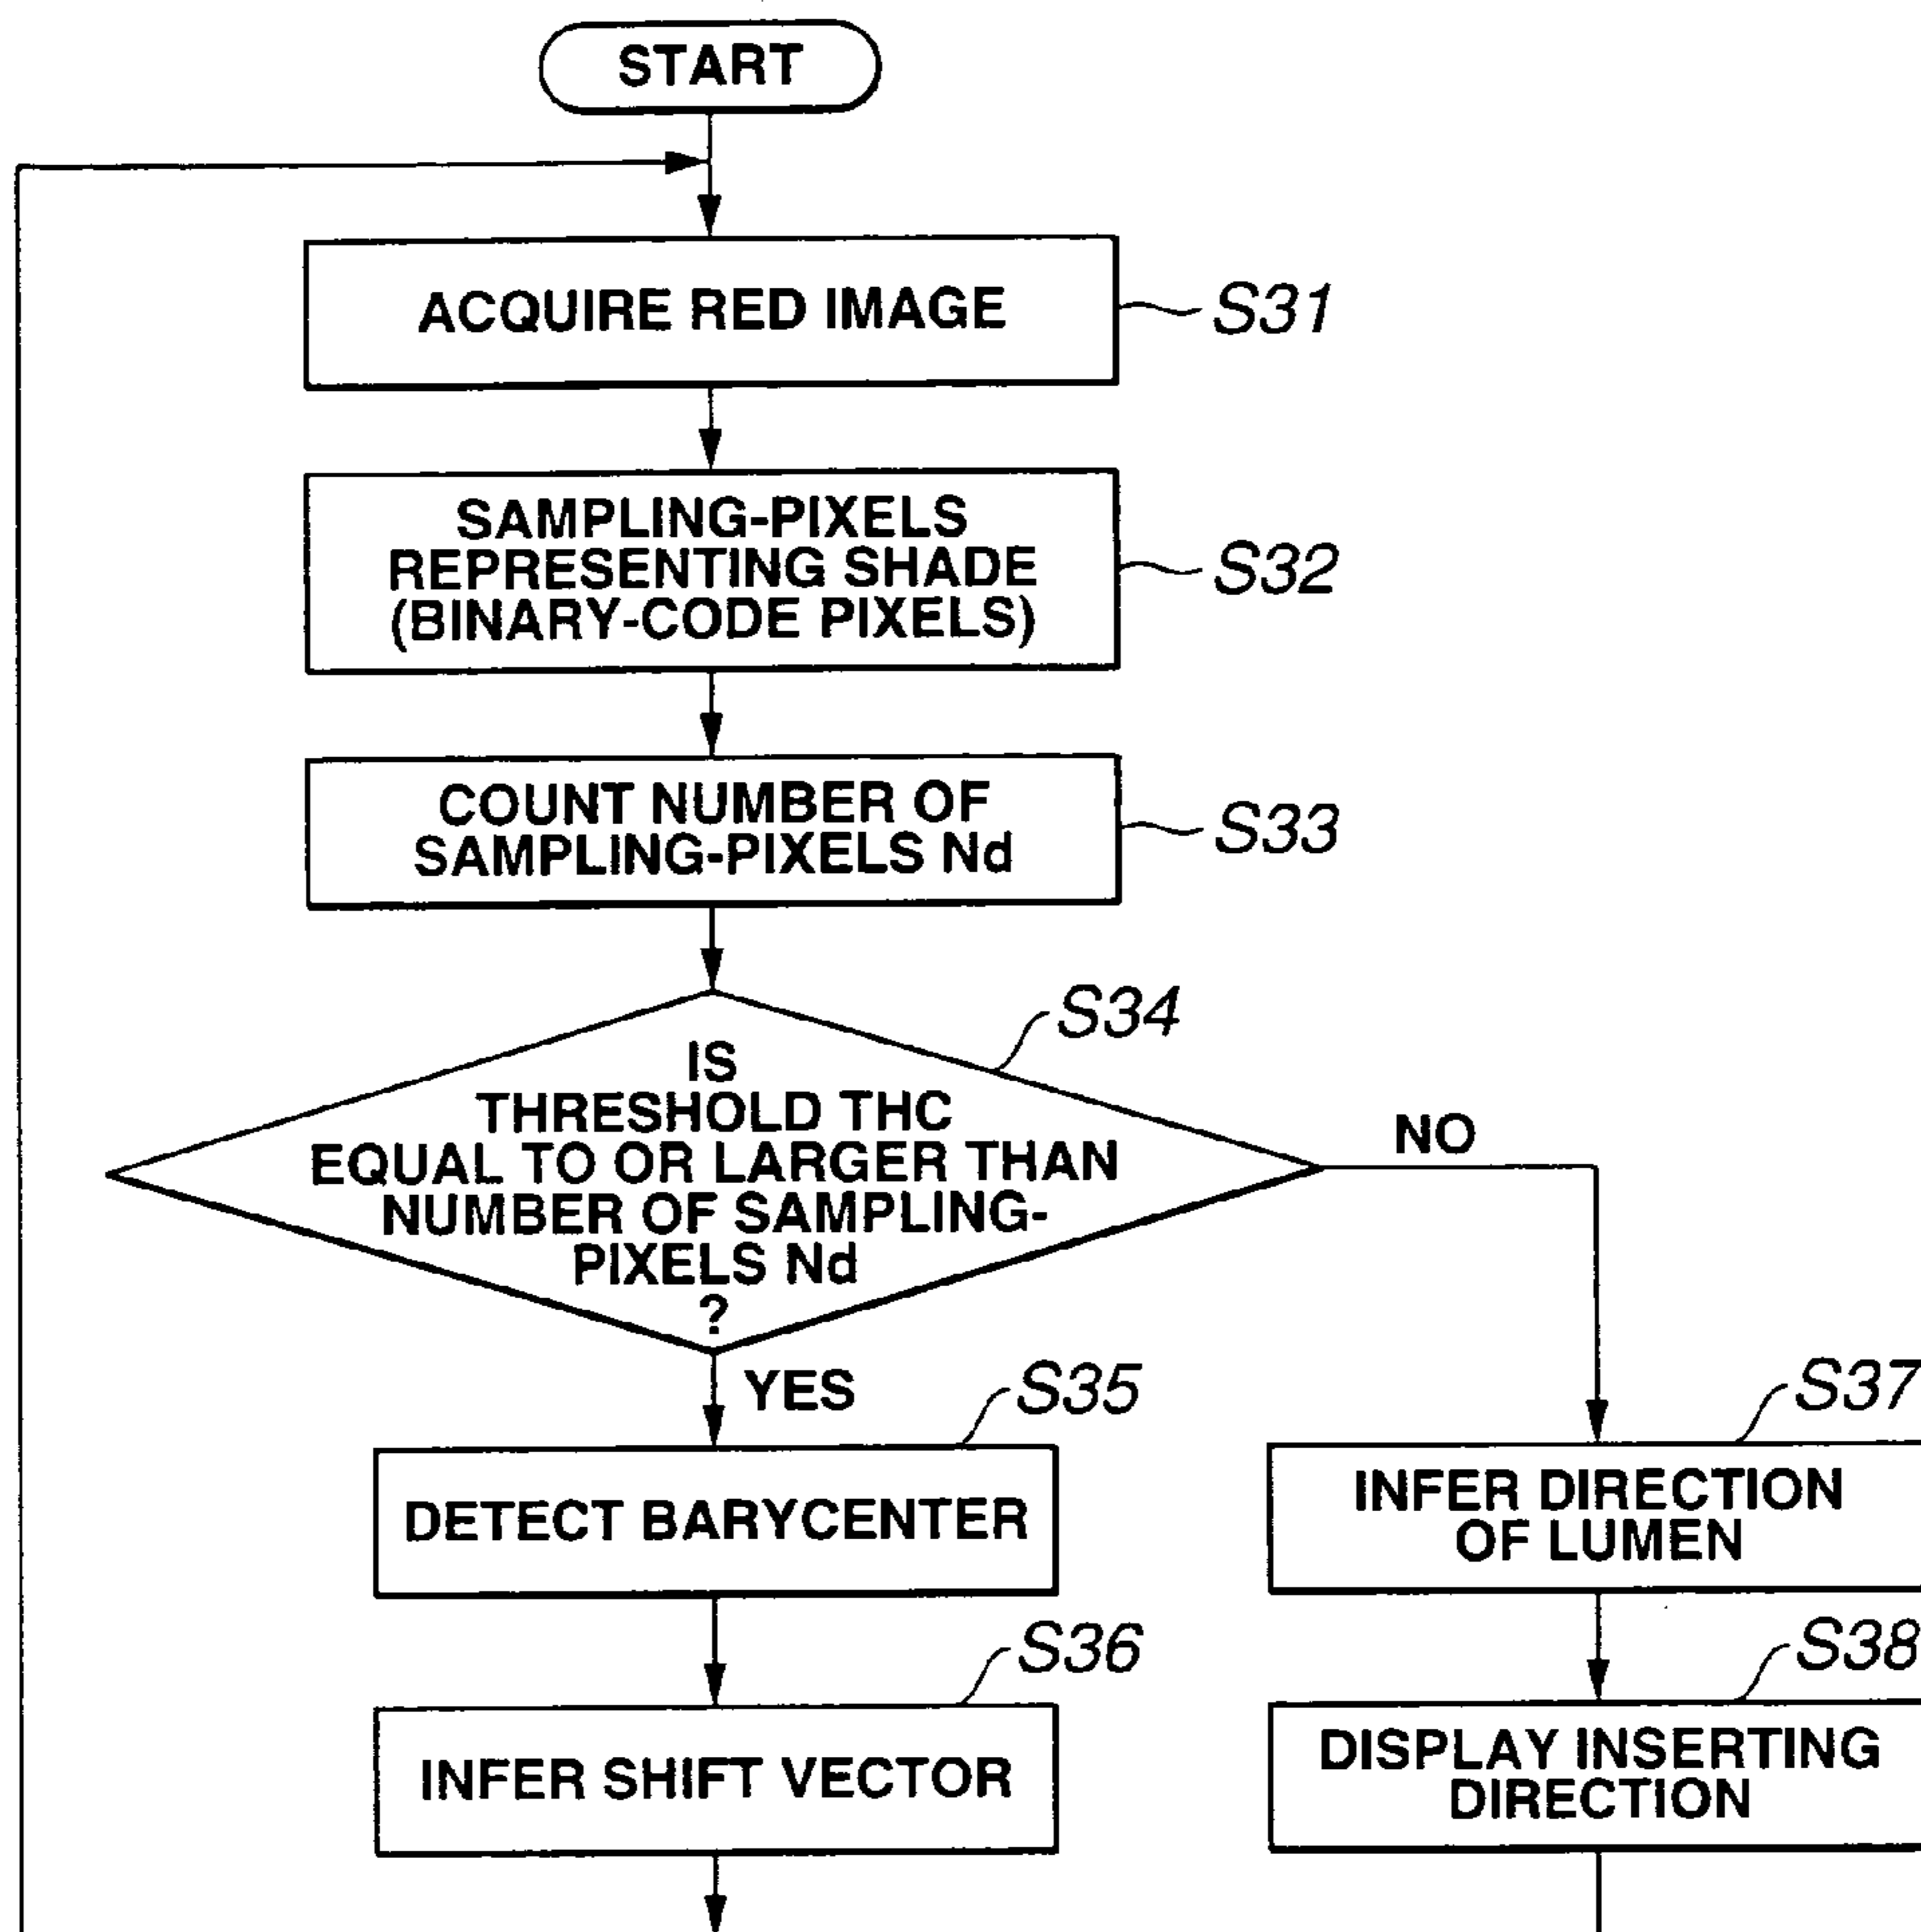 START
ACQUIRE RED IMAGE
S31
SAMPLING-PIXELS
REPRESENTING SHADE
(BINARY-CODE PIXELS)
S32
COUNT NUMBER OF
SAMPLING-PIXELS Nd
S33
S34
IS
THRESHOLD THC
EQUAL TO OR LARGER THAN
NUMBER OF SAMPLING-
PIXELS Nd
?
NO
YES
S35
DETECT BARYCENTER
S36
INFER SHIFT VECTOR
S37
INFER DIRECTION
OF LUMEN
S38
DISPLAY INSERTING
DIRECTION